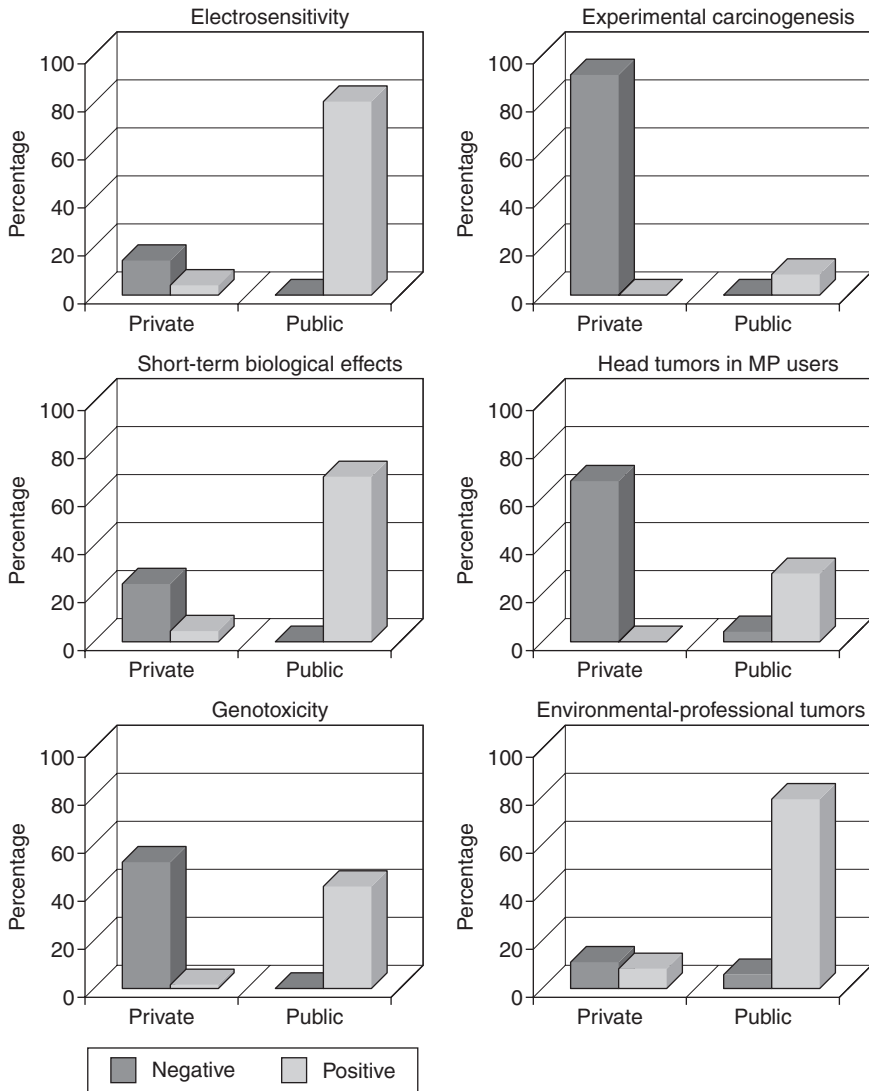 Electrosensitivity
Percentage
100
80
60
40
20
0
Private Public
Experimental carcinogenesis
Percentage
100
80
60
40
20
0
Private Public
Short-term biological effects
Percentage
100
80
60
40
20
0
Private Public
Head tumors in MP users
Percentage
100
80
60
40
20
0
Private Public
Genotoxicity
Percentage
100
80
60
40
20
0
Private Public
Environmental-professional tumors
Percentage
100
80
60
40
20
0
Private Public
Negative Positive